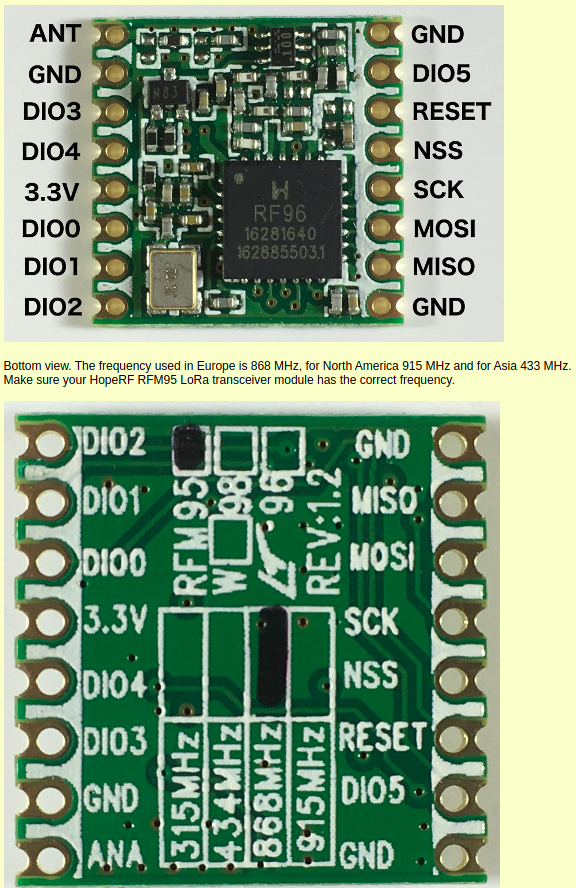 ANT GND
GND DIO5
DIO3 RESET
DIO4 NSS
3.3V SCK
DIO0 MOSI
DIO1 MISO
DIO2 GND
H
RF96
16281640
162885503.1
Bottom view. The frequency used in Europe is 868 MHz, for North America 915 MHz and for Asia 433 MHz.
Make sure your HopeRF RFM95 LoRa transceiver module has the correct frequency.
DIO2 GND
DIO1 MISO
DIO0 MOSI
3.3V SCK
DIO4 NSS
DIO3 RESET
GND DIO5
ANA GND
RFM95
W 98
96
REV:1.2
315MHz
434MHz
868MHz
915MHz